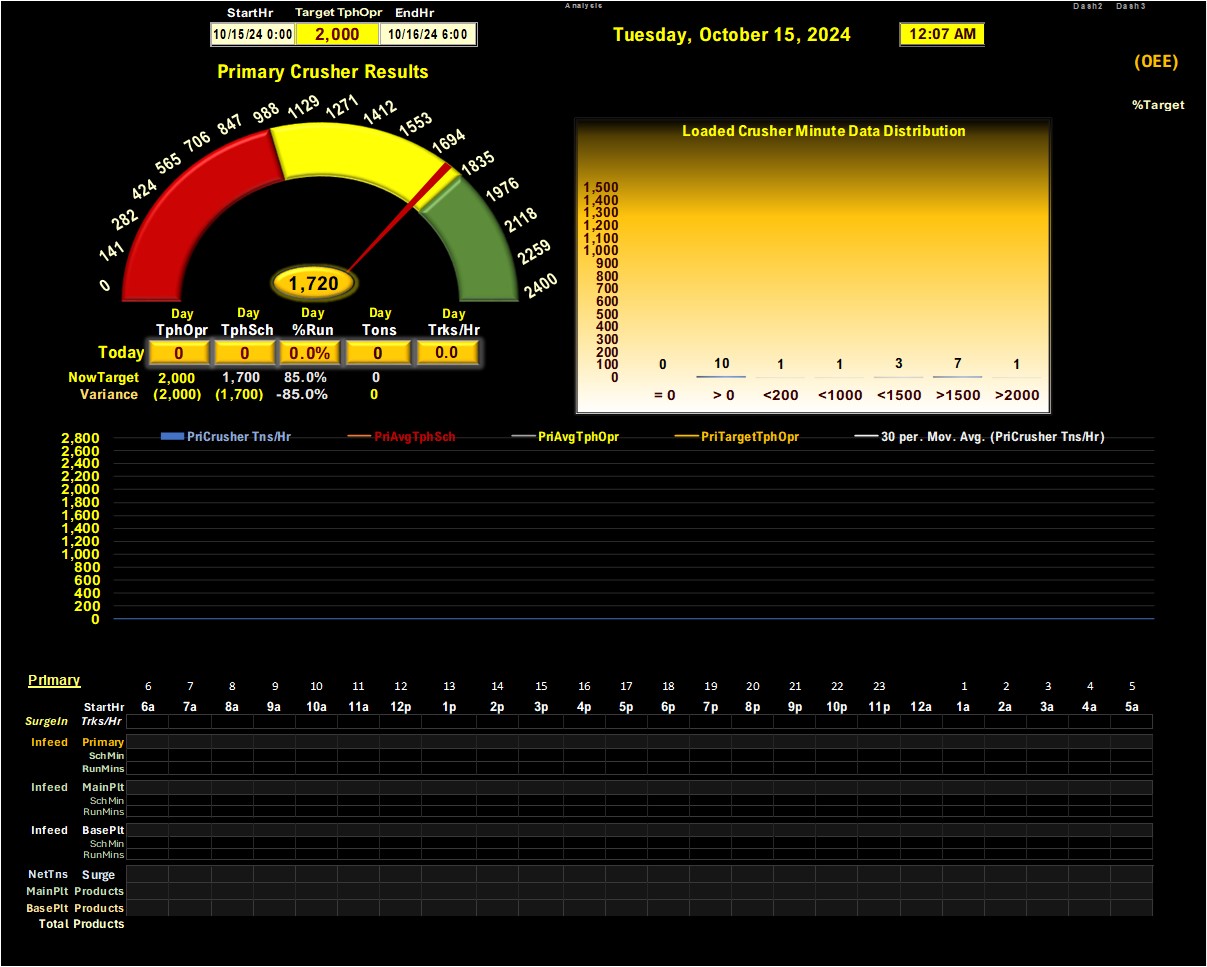 Analysis
Dash2 Dash3
StartHr Target TphOpr EndHr
10/15/24 0:00 2,000 10/16/24 6:00
Tuesday, October 15, 2024
12:07 AM
(OEE)
%Target
Primary Crusher Results
0
141
282
424
565
706
847
988
1129
1271
1412
1553
1694
1835
1976
2118
2259
2400
1,720
Day Day Day Day Day
TphOpr TphSch %Run Tons Trks/Hr
Today 0 0 0.0% 0 0.0
NowTarget 2,000 1,700 85.0% 0
Variance (2,000) (1,700) -85.0% 0
Loaded Crusher Minute Data Distribution
1,500
1,400
1,300
1,200
1,100
1,000
900
800
700
600
500
400
300
200
100
0
0 10 1 1 3 7 1
= 0 > 0 <200 <1000 <1500 >1500 >2000
PriCrusher Tns/Hr PriAvgTphSch PriAvgTphOpr PriTargetTphOpr 30 per. Mov. Avg. (PriCrusher Tns/Hr)
2,800
2,600
2,400
2,200
2,000
1,800
1,600
1,400
1,200
1,000
800
600
400
200
0
Primary
6 7 8 9 10 11 12 13 14 15 16 17 18 19 20 21 22 23 1 2 3 4 5
StartHr 6a 7a 8a 9a 10a 11a 12p 1p 2p 3p 4p 5p 6p 7p 8p 9p 10p 11p 12a 1a 2a 3a 4a 5a
SurgeIn Trks/Hr
Infeed Primary
SchMin
RunMins
Infeed MainPlt
SchMin
RunMins
Infeed BasePlt
SchMin
RunMins
NetTns Surge
MainPlt Products
BasePlt Products
Total Products